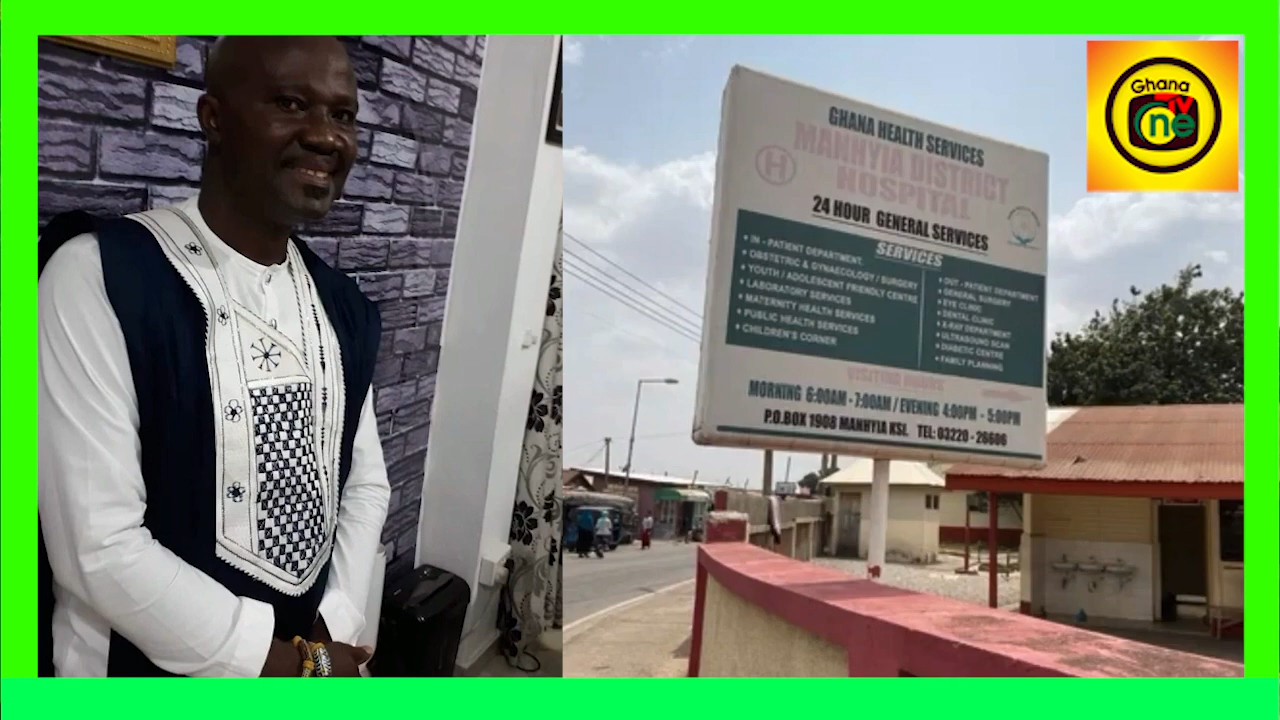 Ghana
TV
One
GHANA HEALTH SERVICES
MANHYIA DISTRICT
HOSPITAL
H
24 HOUR GENERAL SERVICES
SERVICES
• IN - PATIENT DEPARTMENT.
• OBSTETRIC & GYNAECOLOGY / SURGERY
• YOUTH / ADOLESCENT FRIENDLY CENTRE
• LABORATORY SERVICES
• MATERNITY HEALTH SERVICES
• PUBLIC HEALTH SERVICES
• CHILDREN'S CORNER
• OUT - PATIENT DEPARTMENT
• GENERAL SURGERY
• EYE CLINIC
• DENTAL CLINIC
• X-RAY DEPARTMENT
• ULTRASOUND SCAN
• DIABETIC CENTRE
• FAMILY PLANNING
VISITING HOURS
MORNING 6:00AM - 7:00AM / EVENING 4:00PM - 5:00PM
P.O.BOX 1908 MANHYIA KSI. TEL: 03220 - 26606